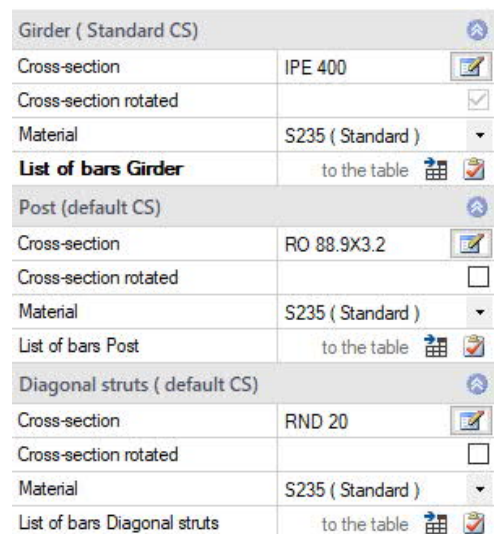 Girder ( Standard CS)
Cross-section IPE 400
Cross-section rotated
Material S235 ( Standard )
List of bars Girder to the table
Post (default CS)
Cross-section RO 88.9X3.2
Cross-section rotated
Material S235 ( Standard )
List of bars Post to the table
Diagonal struts ( default CS)
Cross-section RND 20
Cross-section rotated
Material S235 ( Standard )
List of bars Diagonal struts to the table